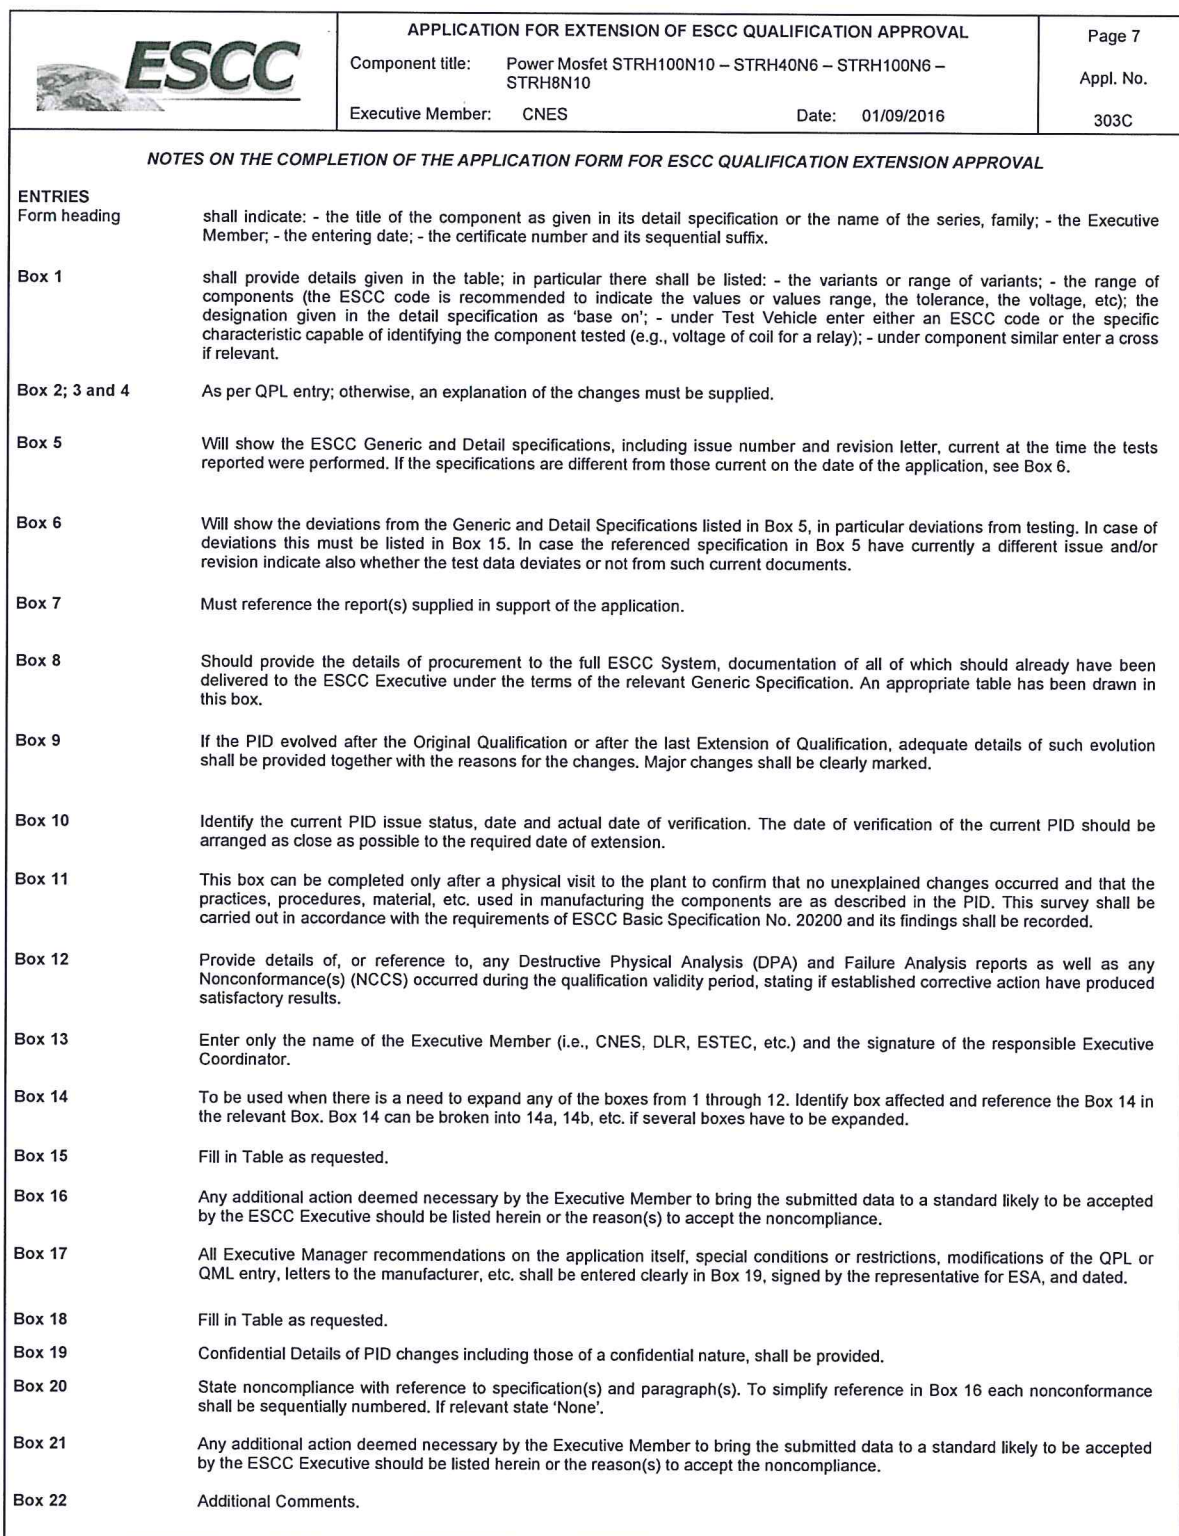 ESCC
APPLICATION FOR EXTENSION OF ESCC QUALIFICATION APPROVAL
Component title: Power Mosfet STRH100N10 – STRH40N6 – STRH100N6 –
STRH8N10
Executive Member: CNES Date: 01/09/2016
Page 7
Appl. No.
303C
NOTES ON THE COMPLETION OF THE APPLICATION FORM FOR ESCC QUALIFICATION EXTENSION APPROVAL
ENTRIES
Form heading shall indicate: - the title of the component as given in its detail specification or the name of the series, family; - the Executive
Member; - the entering date; - the certificate number and its sequential suffix.
Box 1 shall provide details given in the table; in particular there shall be listed: - the variants or range of variants; - the range of
components (the ESCC code is recommended to indicate the values or values range, the tolerance, the voltage, etc); the
designation given in the detail specification as 'base on'; - under Test Vehicle enter either an ESCC code or the specific
characteristic capable of identifying the component tested (e.g., voltage of coil for a relay); - under component similar enter a cross
if relevant.
Box 2; 3 and 4 As per QPL entry; otherwise, an explanation of the changes must be supplied.
Box 5 Will show the ESCC Generic and Detail specifications, including issue number and revision letter, current at the time the tests
reported were performed. If the specifications are different from those current on the date of the application, see Box 6.
Box 6 Will show the deviations from the Generic and Detail Specifications listed in Box 5, in particular deviations from testing. In case of
deviations this must be listed in Box 15. In case the referenced specification in Box 5 have currently a different issue and/or
revision indicate also whether the test data deviates or not from such current documents.
Box 7 Must reference the report(s) supplied in support of the application.
Box 8 Should provide the details of procurement to the full ESCC System, documentation of all of which should already have been
delivered to the ESCC Executive under the terms of the relevant Generic Specification. An appropriate table has been drawn in
this box.
Box 9 If the PID evolved after the Original Qualification or after the last Extension of Qualification, adequate details of such evolution
shall be provided together with the reasons for the changes. Major changes shall be clearly marked.
Box 10 Identify the current PID issue status, date and actual date of verification. The date of verification of the current PID should be
arranged as close as possible to the required date of extension.
Box 11 This box can be completed only after a physical visit to the plant to confirm that no unexplained changes occurred and that the
practices, procedures, material, etc. used in manufacturing the components are as described in the PID. This survey shall be
carried out in accordance with the requirements of ESCC Basic Specification No. 20200 and its findings shall be recorded.
Box 12 Provide details of, or reference to, any Destructive Physical Analysis (DPA) and Failure Analysis reports as well as any
Nonconformance(s) (NCCS) occurred during the qualification validity period, stating if established corrective action have produced
satisfactory results.
Box 13 Enter only the name of the Executive Member (i.e., CNES, DLR, ESTEC, etc.) and the signature of the responsible Executive
Coordinator.
Box 14 To be used when there is a need to expand any of the boxes from 1 through 12. Identify box affected and reference the Box 14 in
the relevant Box. Box 14 can be broken into 14a, 14b, etc. if several boxes have to be expanded.
Box 15 Fill in Table as requested.
Box 16 Any additional action deemed necessary by the Executive Member to bring the submitted data to a standard likely to be accepted
by the ESCC Executive should be listed herein or the reason(s) to accept the noncompliance.
Box 17 All Executive Manager recommendations on the application itself, special conditions or restrictions, modifications of the QPL or
QML entry, letters to the manufacturer, etc. shall be entered clearly in Box 19, signed by the representative for ESA, and dated.
Box 18 Fill in Table as requested.
Box 19 Confidential Details of PID changes including those of a confidential nature, shall be provided.
Box 20 State noncompliance with reference to specification(s) and paragraph(s). To simplify reference in Box 16 each nonconformance
shall be sequentially numbered. If relevant state 'None'.
Box 21 Any additional action deemed necessary by the Executive Member to bring the submitted data to a standard likely to be accepted
by the ESCC Executive should be listed herein or the reason(s) to accept the noncompliance.
Box 22 Additional Comments.